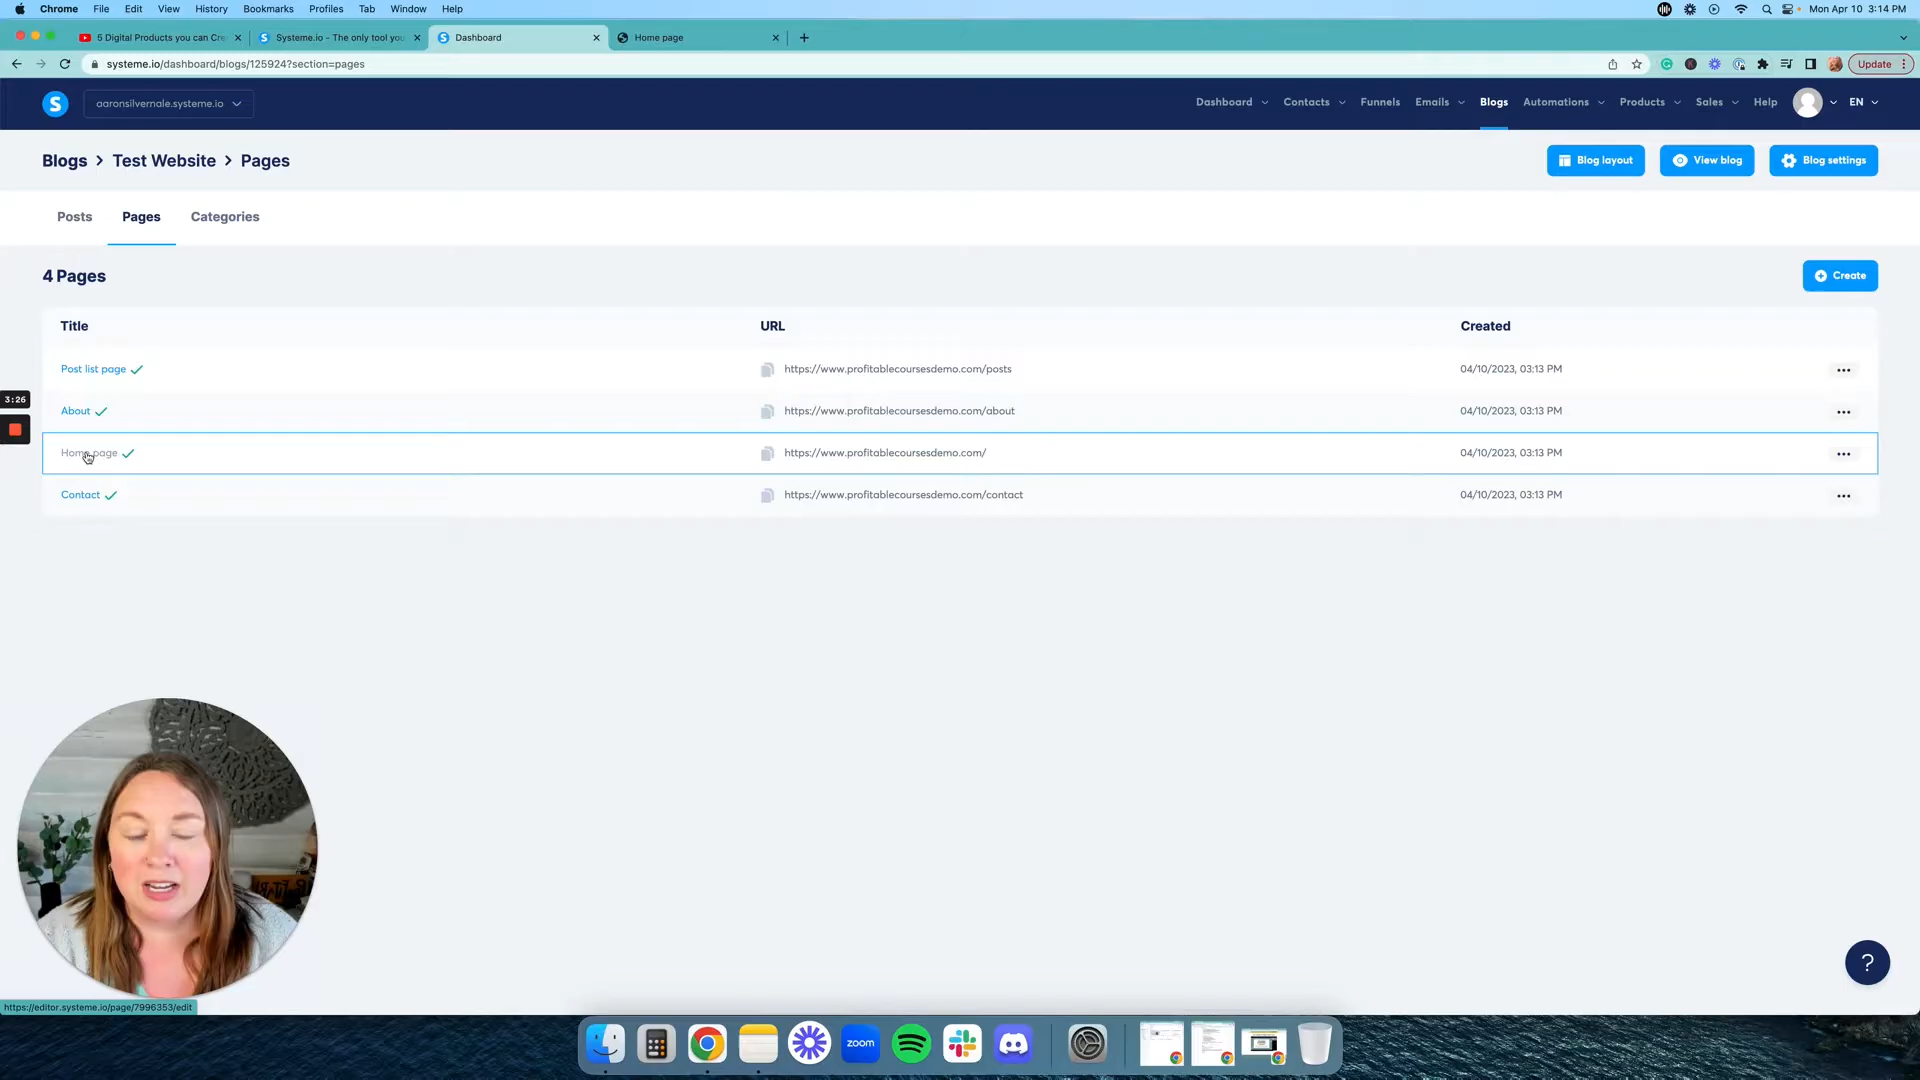 Chrome File Edit View History Bookmarks Profiles Tab Window Help Mon Apr 10 3:14 PM
5 Digital Products you can Cre Systeme.io - The only tool you Dashboard Home page
systeme.io/dashboard/blogs/125924?section=pages Update
S aaronsilvernale.systeme.io Dashboard Contacts Funnels Emails Blogs Automations Products Sales Help EN
Blogs > Test Website > Pages Blog layout View blog Blog settings
Posts Pages Categories
4 Pages Create
Title URL Created
Post list page https://www.profitablecoursesdemo.com/posts 04/10/2023, 03:13 PM
3:26
About https://www.profitablecoursesdemo.com/about 04/10/2023, 03:13 PM
Home page https://www.profitablecoursesdemo.com/ 04/10/2023, 03:13 PM
Contact https://www.profitablecoursesdemo.com/contact 04/10/2023, 03:13 PM
?
https://editor.systeme.io/page/7996353/edit
zoom